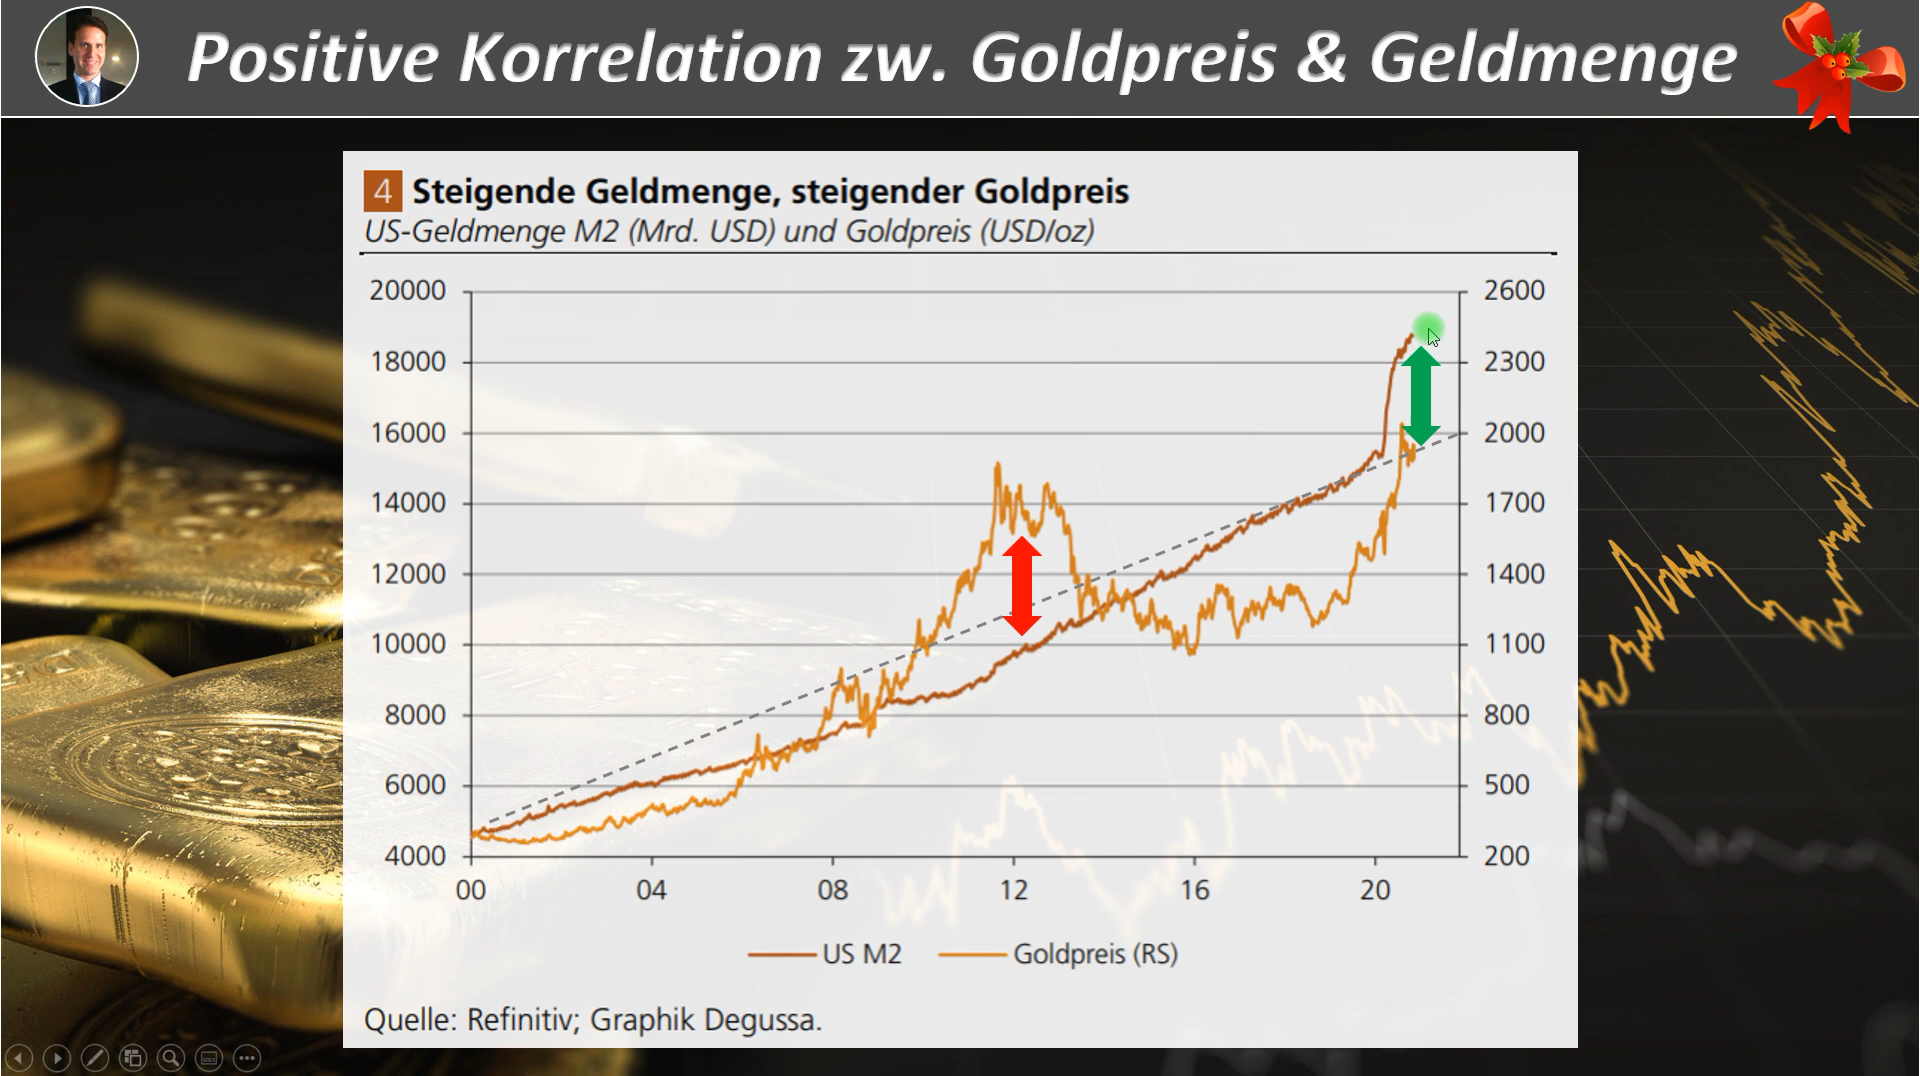 Positive Korrelation zw. Goldpreis & Geldmenge
4 Steigende Geldmenge, steigender Goldpreis
US-Geldmenge M2 (Mrd. USD) und Goldpreis (USD/oz)
20000 2600
18000 2300
16000 2000
14000 1700
12000 1400
10000 1100
8000 800
6000 500
4000 200
00 04 08 12 16 20
US M2 Goldpreis (RS)
Quelle: Refinitiv; Graphik Degussa.